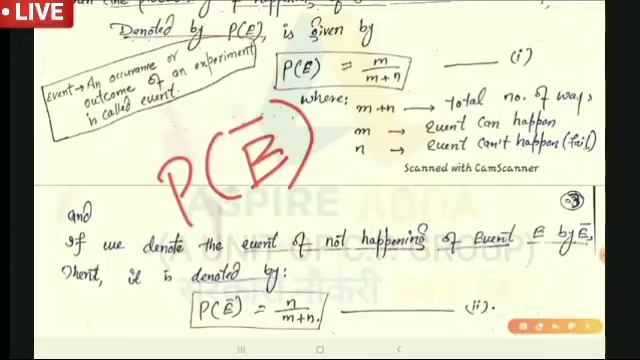 LIVE
Denoted by P(E), is given by
P(E) = m/(m+n) ——— (i)
Event → An occurance or
outcome of an experiment
is called event.
where: m+n → Total no. of ways
m → Event can happen
n → Event can't happen (fail)
Scanned with CamScanner
P(E̅)
3
and
If we denote the event of not happening of Event E by E̅,
Then, it is denoted by:
P(E̅) = n/(m+n). ——— (ii).